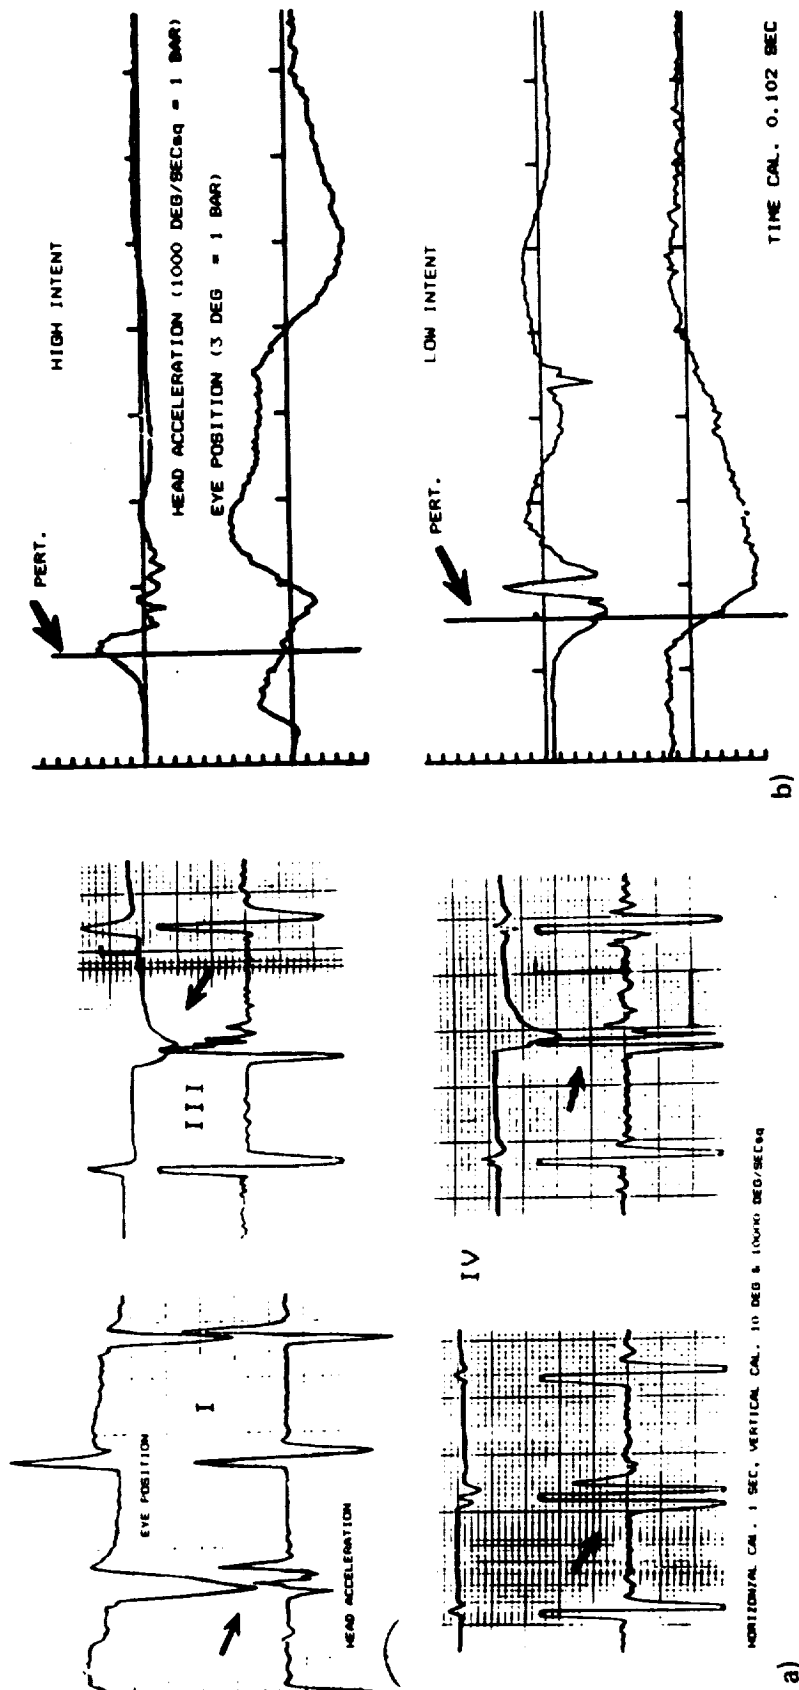 EYE POSITION
I
HEAD ACCELERATION
III
IV
HORIZONTAL CAL. 1 SEC, VERTICAL CAL. 10 DEG & 10000 DEG/SECsq
a)
PERT.
HIGH INTENT
HEAD ACCELERATION (1000 DEG/SECsq = 1 BAR)
EYE POSITION (3 DEG = 1 BAR)
PERT.
LOW INTENT
TIME CAL. 0.102 SEC
b)